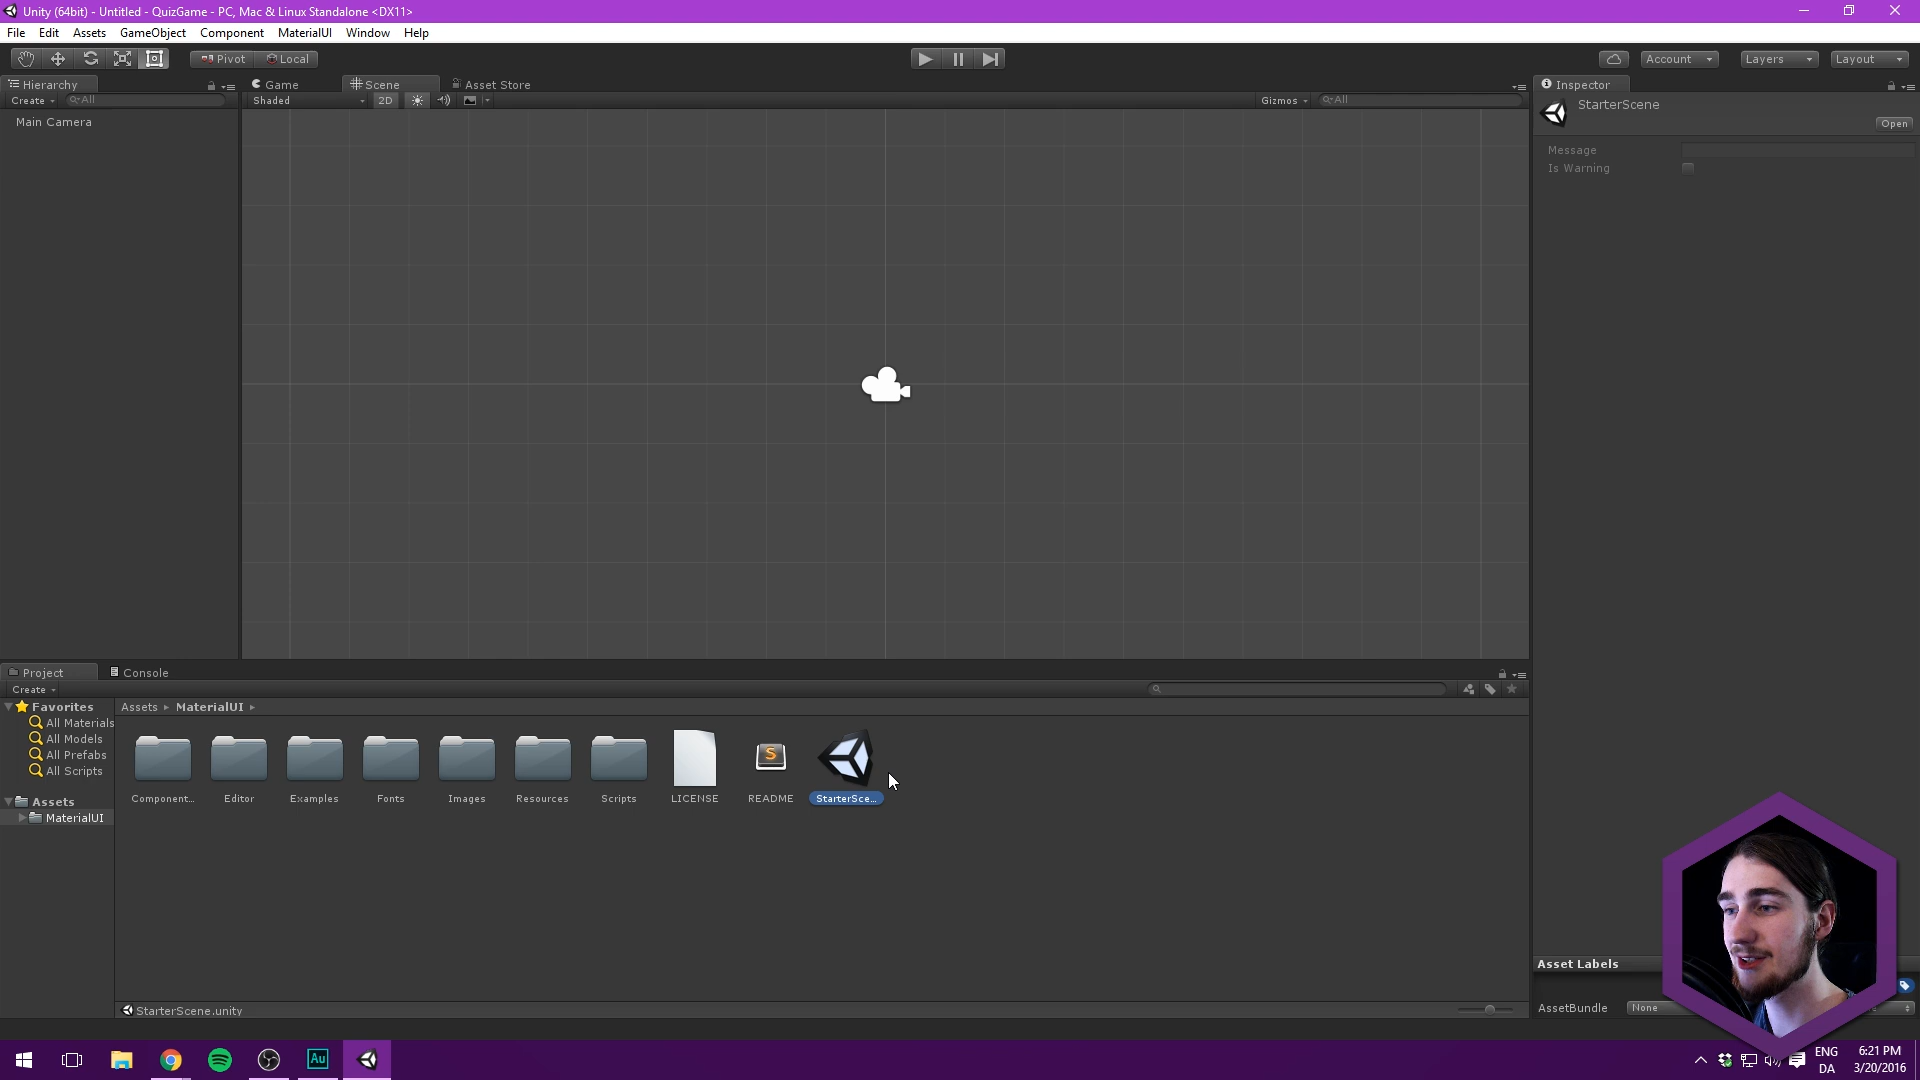 Unity (64bit) - Untitled - QuizGame - PC, Mac & Linux Standalone <DX11>
File Edit Assets GameObject Component MaterialUI Window Help
Pivot Local Account Layers Layout
Hierarchy Game Scene Asset Store Inspector
Create All Shaded 2D Gizmos All
StarterScene
Open
Main Camera
Message
Is Warning
Project Console
Create
Favorites
All Materials
All Models
All Prefabs
All Scripts
Assets
MaterialUI
Assets MaterialUI
S
Component... Editor Examples Fonts Images Resources Scripts LICENSE README StarterSce...
StarterScene.unity
Asset Labels
AssetBundle None
Au
ENG
DA
6:21 PM
3/20/2016